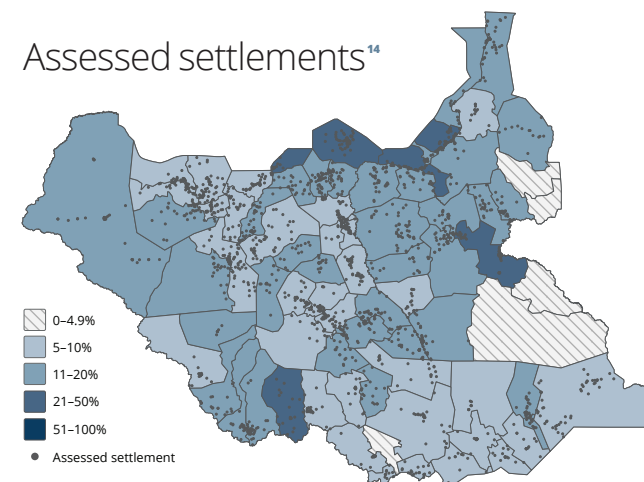 Assessed settlements14
0–4.9%
5–10%
11–20%
21–50%
51–100%
Assessed settlement